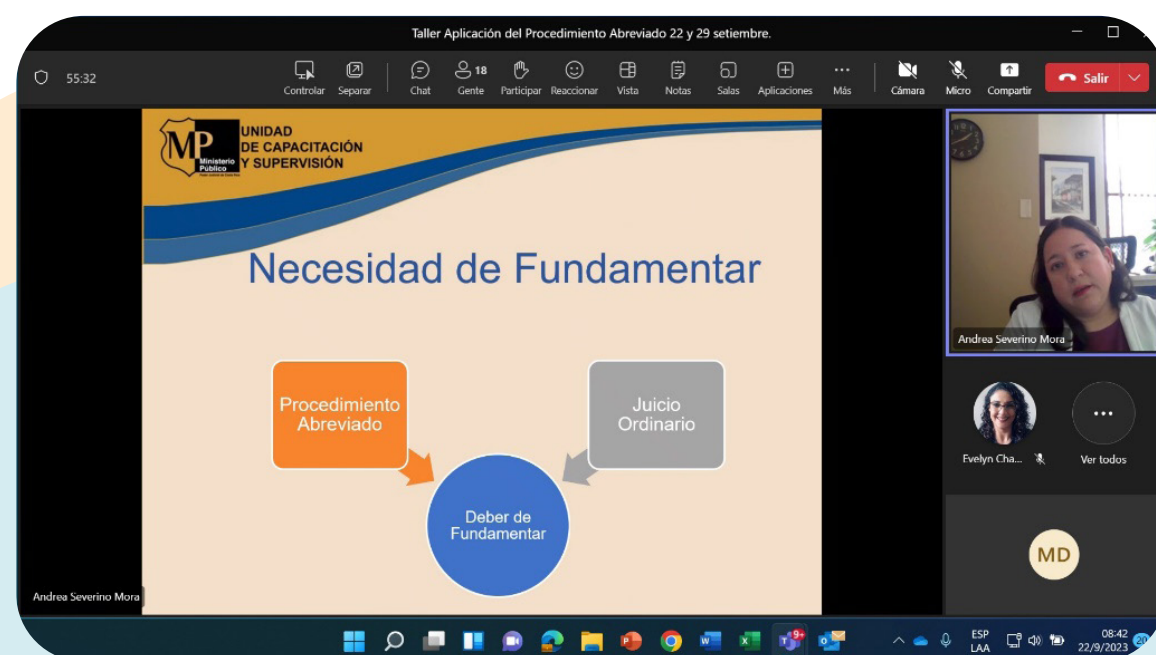 Taller Aplicación del Procedimiento Abreviado 22 y 29 setiembre.
55:32
Controlar
Separar
Chat
18
Gente
Participar
Reaccionar
Vista
Notas
Salas
Aplicaciones
Más
Cámara
Micro
Compartir
Salir
MP
Ministerio
Público
UNIDAD
DE CAPACITACIÓN
Y SUPERVISIÓN
Necesidad de Fundamentar
Procedimiento
Abreviado
Juicio
Ordinario
Deber de
Fundamentar
Andrea Severino Mora
Andrea Severino Mora
Evelyn Cha...
Ver todos
MD
9+
ESP
LAA
08:42
22/9/2023
20